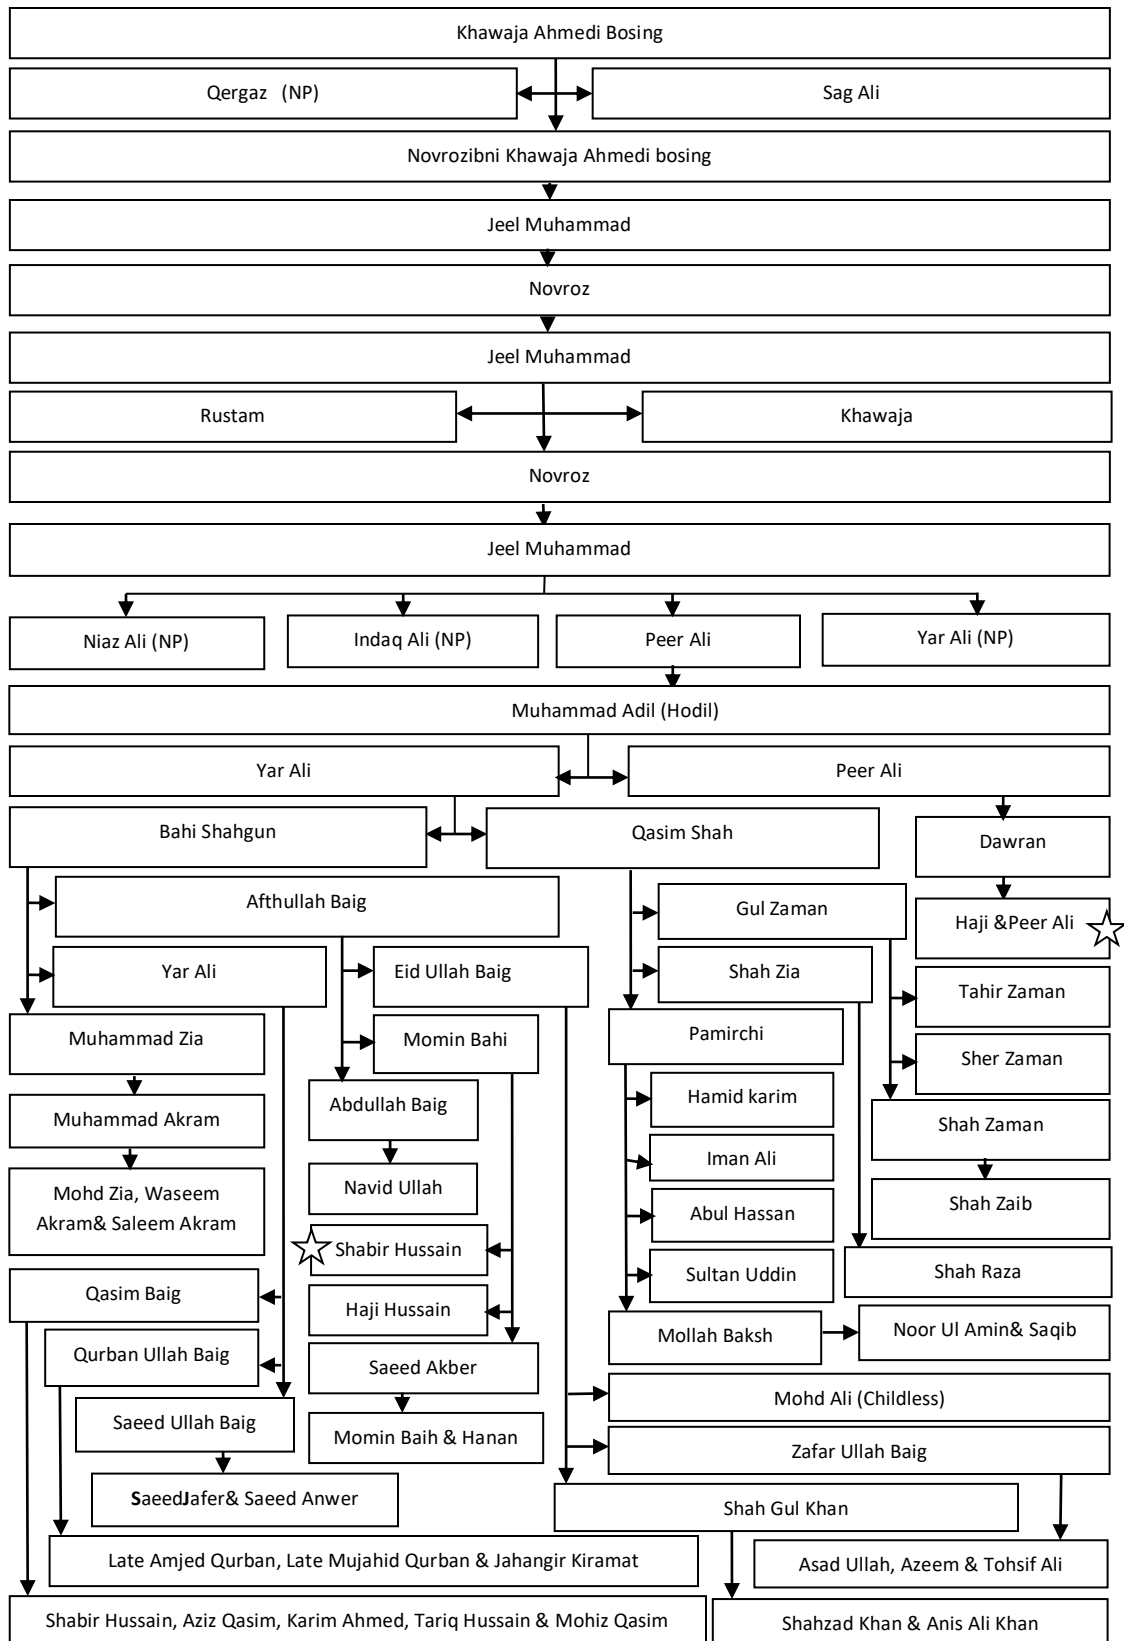 Khawaja Ahmedi Bosing
Qergaz (NP)
Sag Ali
Novrozibni Khawaja Ahmedi bosing
Jeel Muhammad
Novroz
Jeel Muhammad
Rustam
Khawaja
Novroz
Jeel Muhammad
Niaz Ali (NP)
Indaq Ali (NP)
Peer Ali
Yar Ali (NP)
Muhammad Adil (Hodil)
Yar Ali
Peer Ali
Bahi Shahgun
Qasim Shah
Dawran
Afthullah Baig
Gul Zaman
Haji &Peer Ali
Yar Ali
Eid Ullah Baig
Shah Zia
Tahir Zaman
Muhammad Zia
Momin Bahi
Pamirchi
Sher Zaman
Abdullah Baig
Hamid karim
Muhammad Akram
Shah Zaman
Iman Ali
Navid Ullah
Mohd Zia, Waseem
Akram& Saleem Akram
Shah Zaib
Abul Hassan
Shabir Hussain
Sultan Uddin
Shah Raza
Qasim Baig
Haji Hussain
Mollah Baksh
Noor Ul Amin& Saqib
Qurban Ullah Baig
Saeed Akber
Mohd Ali (Childless)
Saeed Ullah Baig
Momin Baih & Hanan
Zafar Ullah Baig
SaeedJafer& Saeed Anwer
Shah Gul Khan
Late Amjed Qurban, Late Mujahid Qurban & Jahangir Kiramat
Asad Ullah, Azeem & Tohsif Ali
Shabir Hussain, Aziz Qasim, Karim Ahmed, Tariq Hussain & Mohiz Qasim
Shahzad Khan & Anis Ali Khan